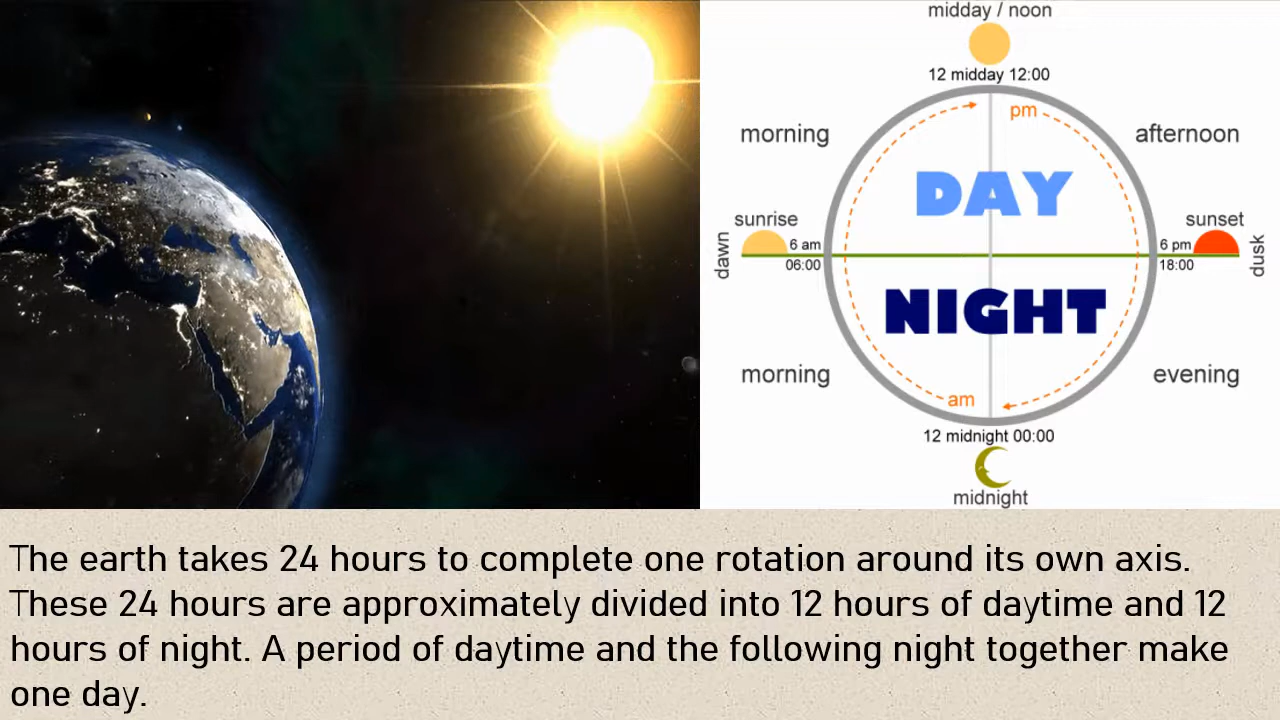 midday / noon
12 midday 12:00
pm
morning
afternoon
DAY
sunrise
sunset
dawn
6 am
6 pm
dusk
06:00
18:00
NIGHT
morning
evening
am
12 midnight 00:00
midnight
The earth takes 24 hours to complete one rotation around its own axis.
These 24 hours are approximately divided into 12 hours of daytime and 12
hours of night. A period of daytime and the following night together make
one day.